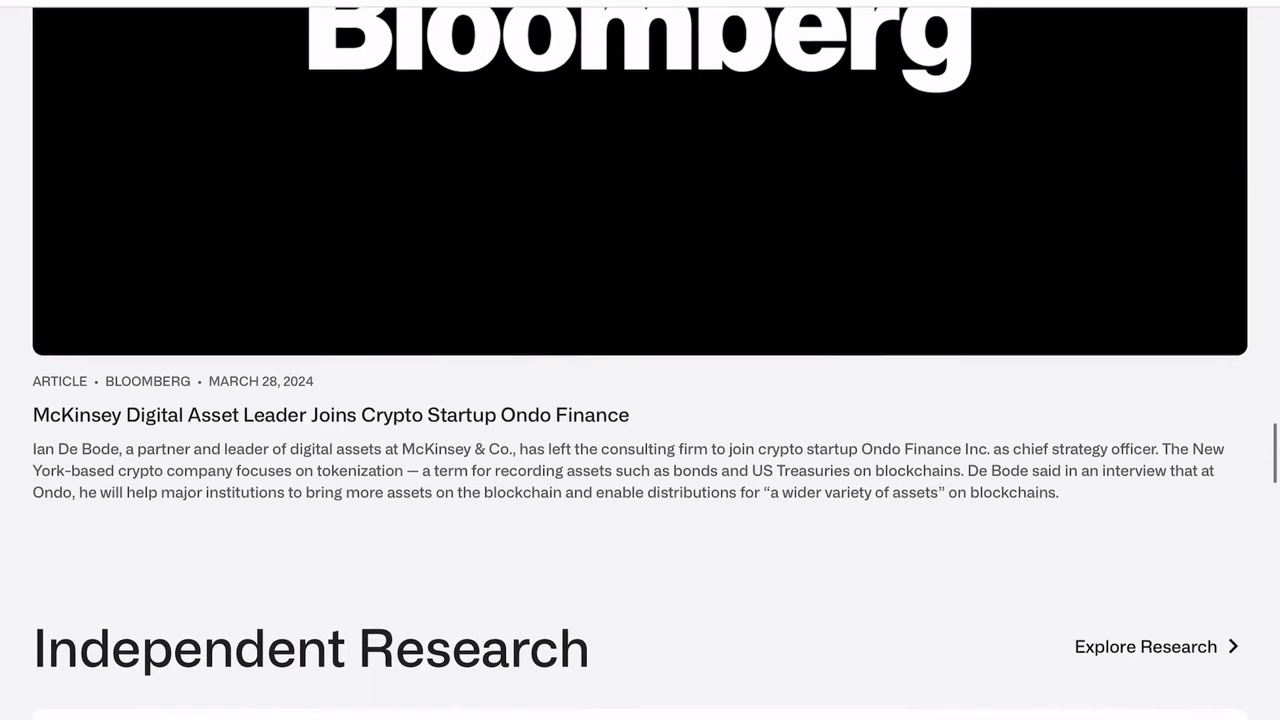 Bloomberg
ARTICLE • BLOOMBERG • MARCH 28, 2024
McKinsey Digital Asset Leader Joins Crypto Startup Ondo Finance
Ian De Bode, a partner and leader of digital assets at McKinsey & Co., has left the consulting firm to join crypto startup Ondo Finance Inc. as chief strategy officer. The New
York-based crypto company focuses on tokenization — a term for recording assets such as bonds and US Treasuries on blockchains. De Bode said in an interview that at
Ondo, he will help major institutions to bring more assets on the blockchain and enable distributions for “a wider variety of assets” on blockchains.
Independent Research
Explore Research